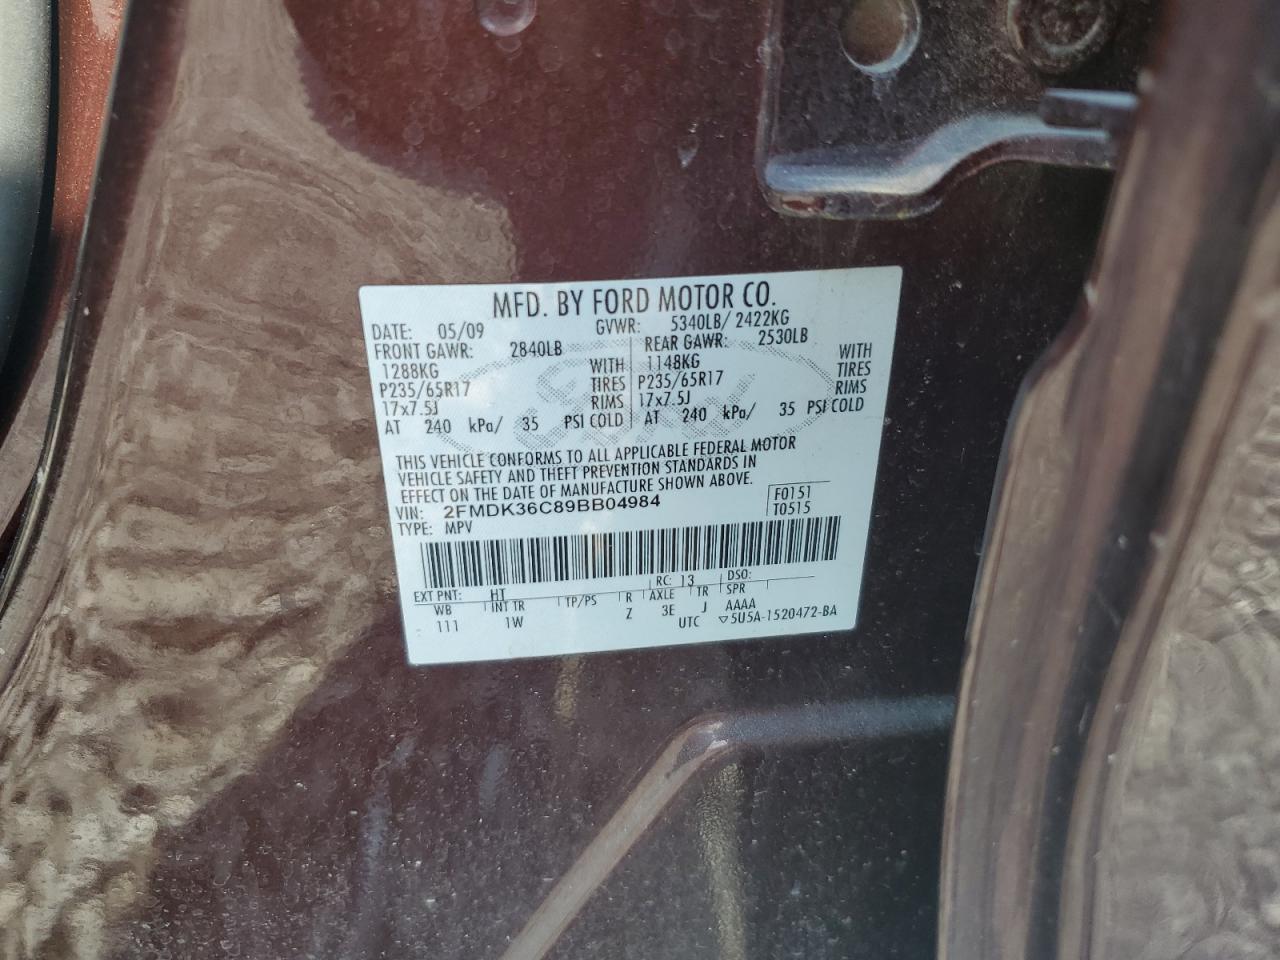 MFD. BY FORD MOTOR CO.
DATE: 05/09 GVWR: 5340LB/ 2422KG
FRONT GAWR: 2840LB REAR GAWR: 2530LB
1288KG WITH 1148KG WITH
P235/65R17 TIRES P235/65R17 TIRES
17x7.5J RIMS 17x7.5J RIMS
AT 240 kPa/ 35 PSI COLD AT 240 kPa/ 35 PSI COLD
THIS VEHICLE CONFORMS TO ALL APPLICABLE FEDERAL MOTOR
VEHICLE SAFETY AND THEFT PREVENTION STANDARDS IN
EFFECT ON THE DATE OF MANUFACTURE SHOWN ABOVE.
VIN: 2FMDK36C89BB04984 F0151
TYPE: MPV T0515
EXT PNT: HT RC: 13 DSO:
WB INT TR TP/PS R AXLE TR SPR
111 1W Z 3E J AAAA
UTC ▽5U5A-1520472-BA